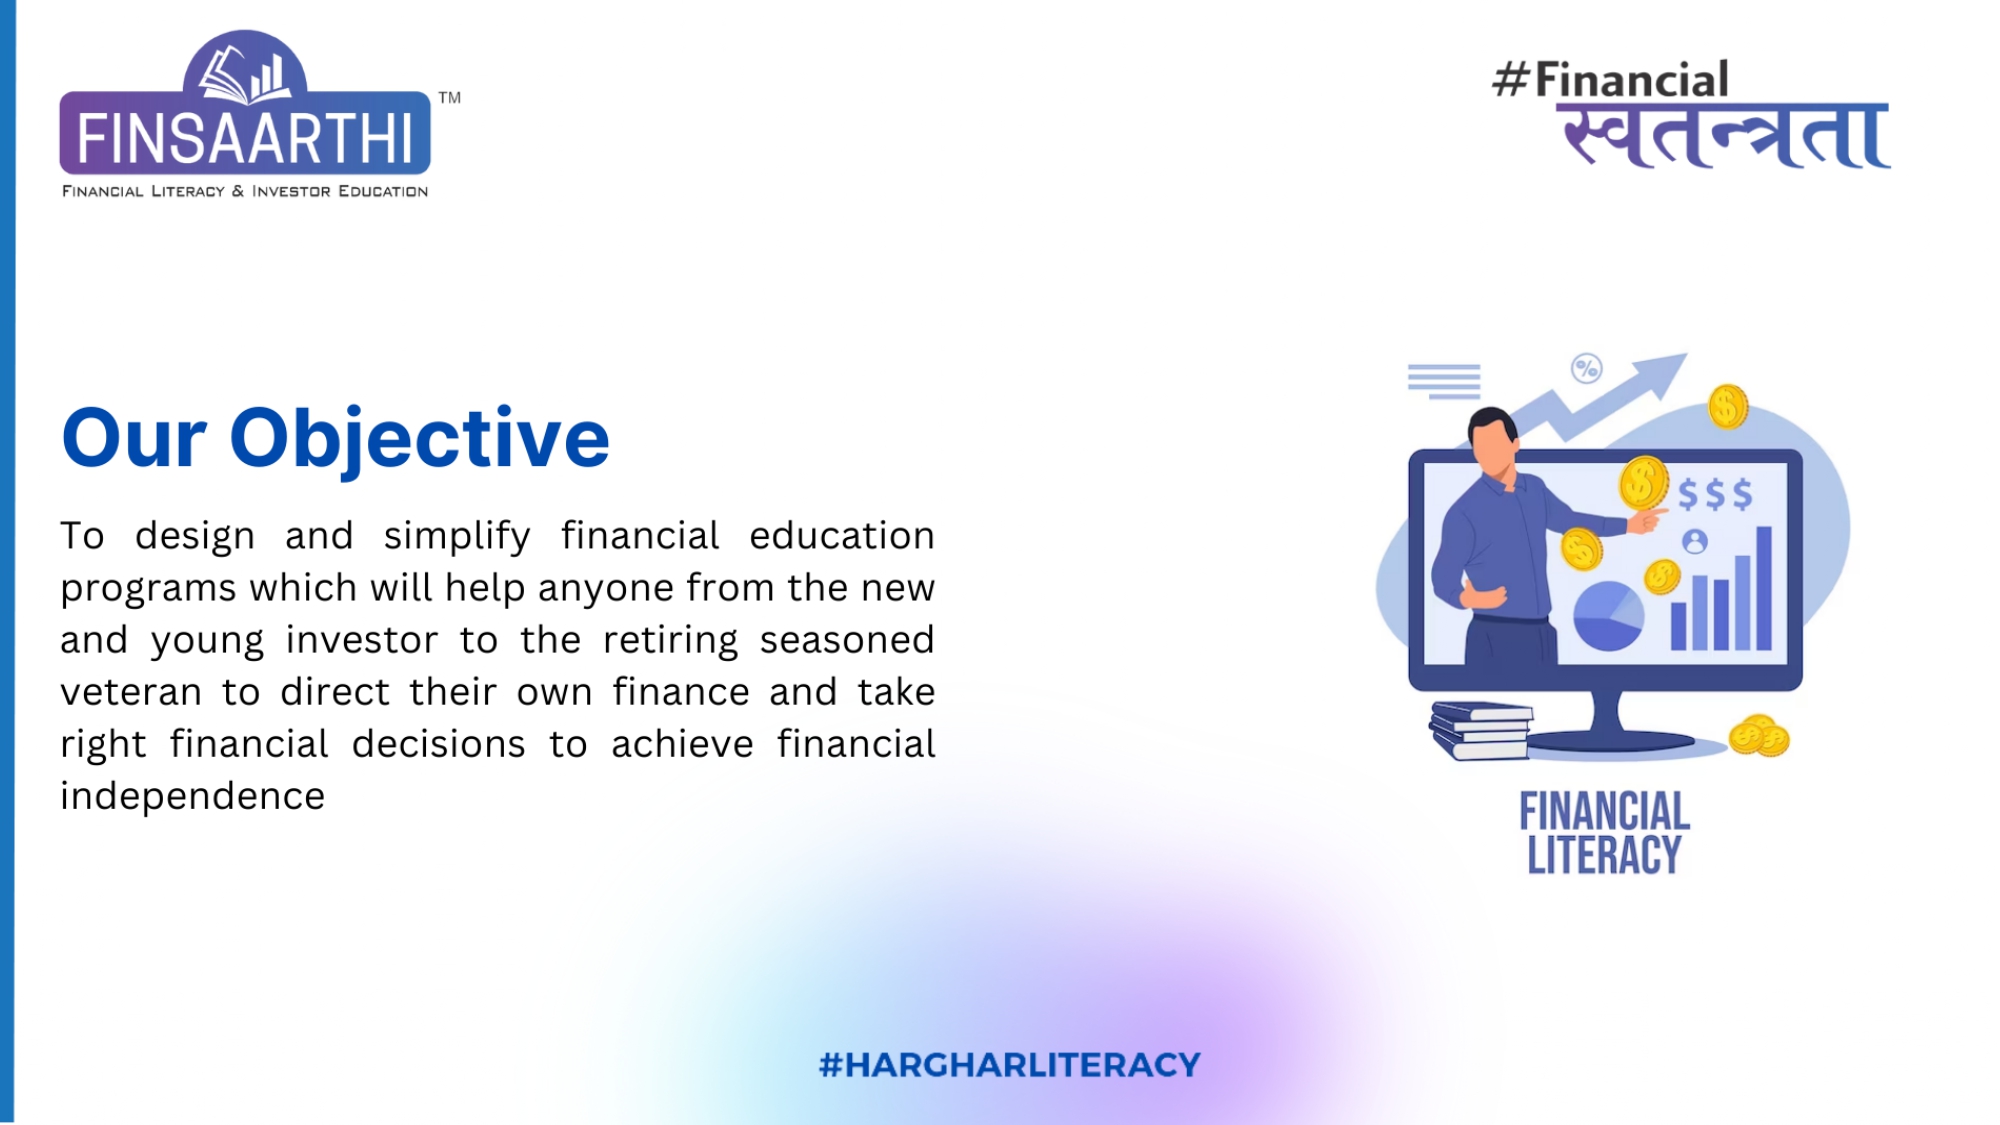 FINSAARTHI TM
FINANCIAL LITERACY & INVESTOR EDUCATION
#Financial
स्वतन्त्रता
Our Objective
To design and simplify financial education
programs which will help anyone from the new
and young investor to the retiring seasoned
veteran to direct their own finance and take
right financial decisions to achieve financial
independence
%
$
$ $ $ $
$
$
$ $
FINANCIAL
LITERACY
#HARGHARLITERACY